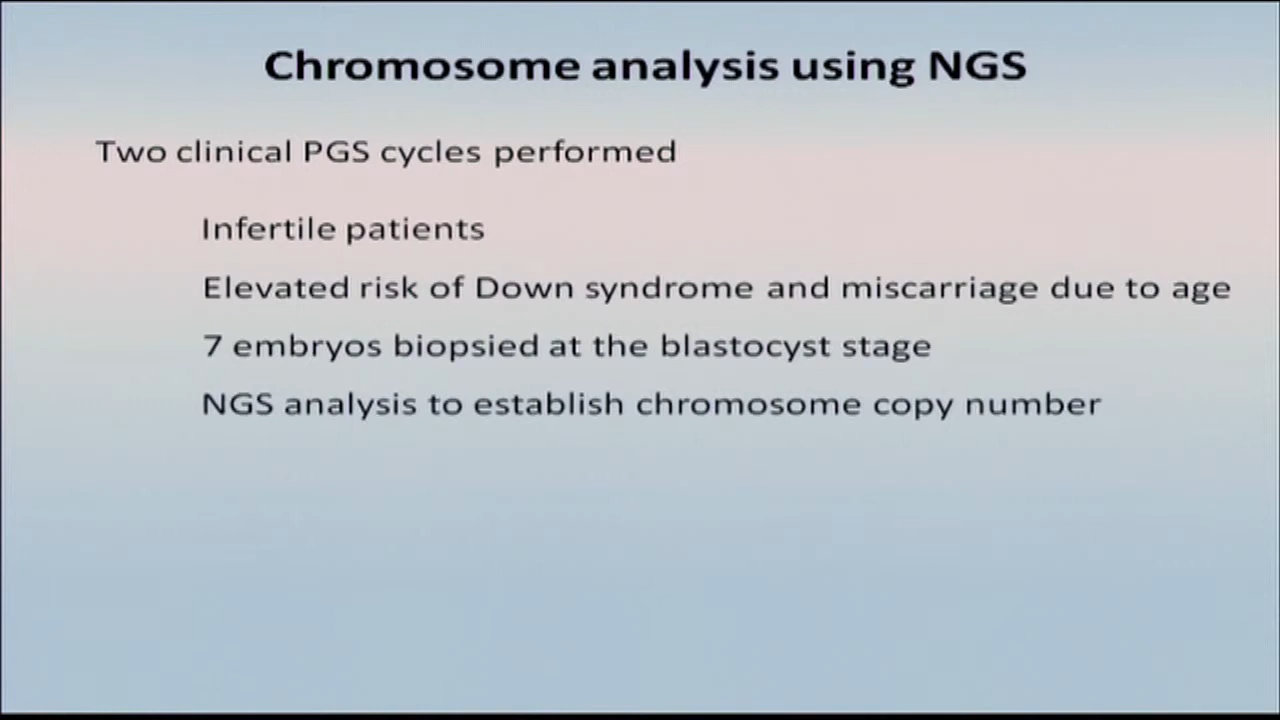 Chromosome analysis using NGS
Two clinical PGS cycles performed
Infertile patients
Elevated risk of Down syndrome and miscarriage due to age
7 embryos biopsied at the blastocyst stage
NGS analysis to establish chromosome copy number